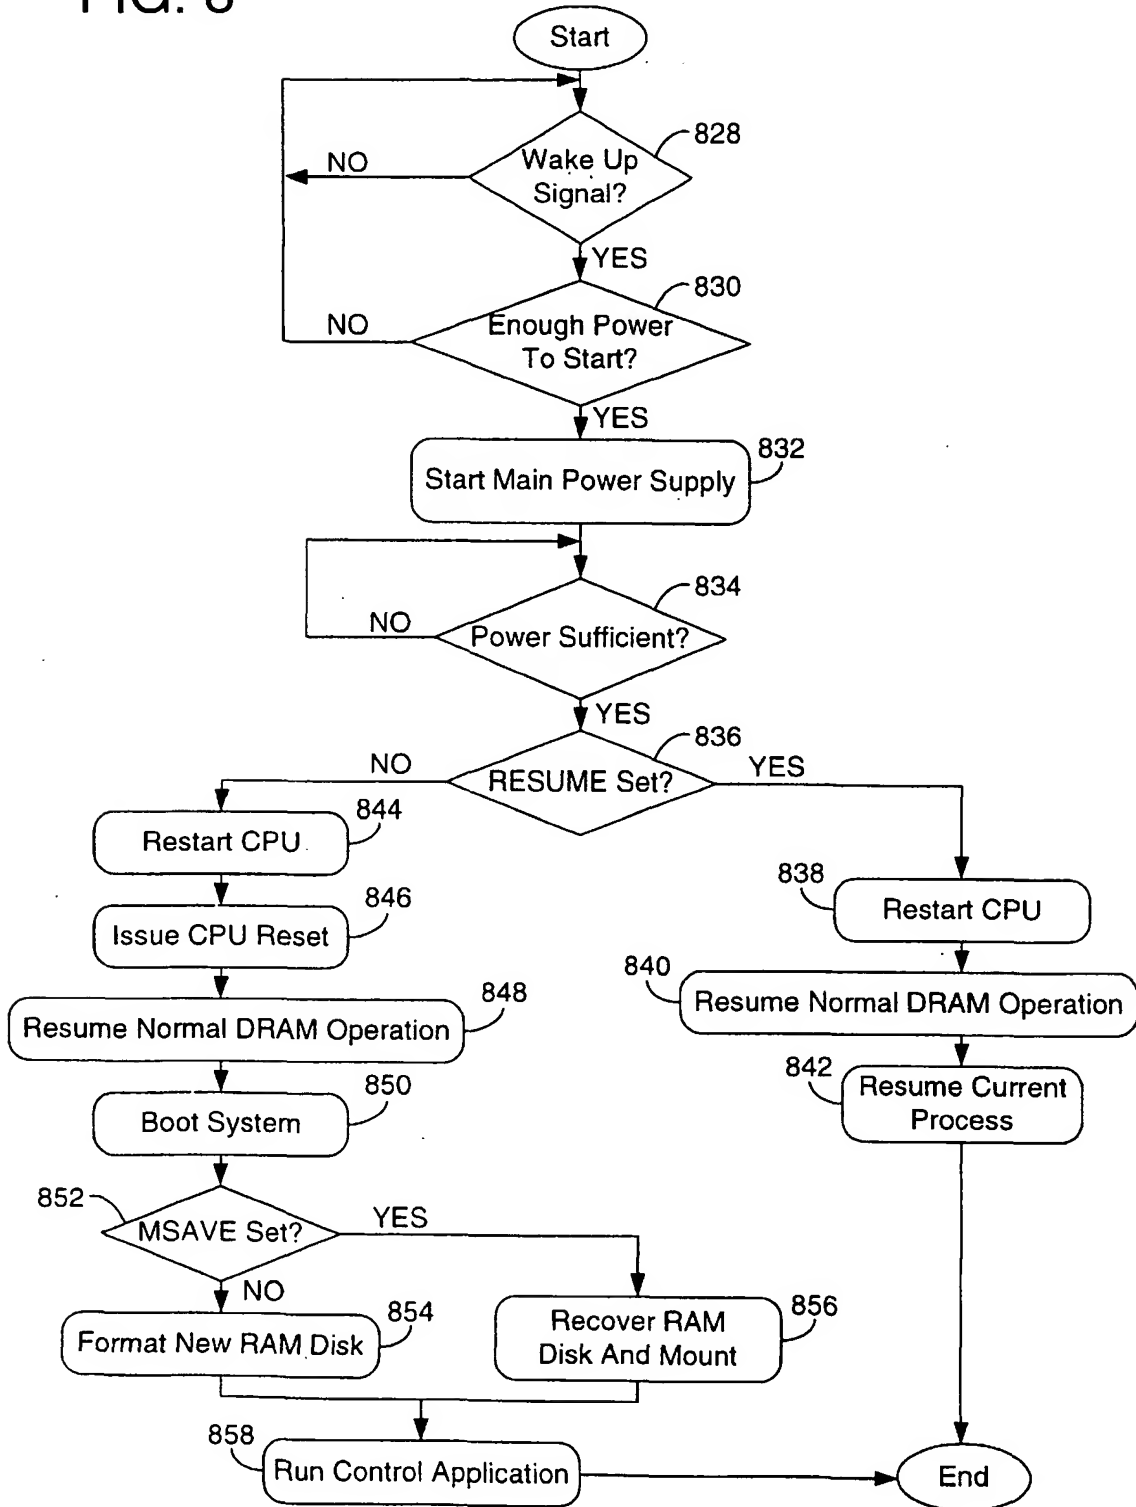 Start
828
Wake Up
Signal?
NO
YES
830
Enough Power
To Start?
NO
YES
832
Start Main Power Supply
834
Power Sufficient?
NO
YES
836
RESUME Set?
NO
YES
844
Restart CPU
846
Issue CPU Reset
848
Resume Normal DRAM Operation
850
Boot System
852
MSAVE Set?
YES
NO
854
Format New RAM Disk
856
Recover RAM
Disk And Mount
858
Run Control Application
838
Restart CPU
840
Resume Normal DRAM Operation
842
Resume Current
Process
End